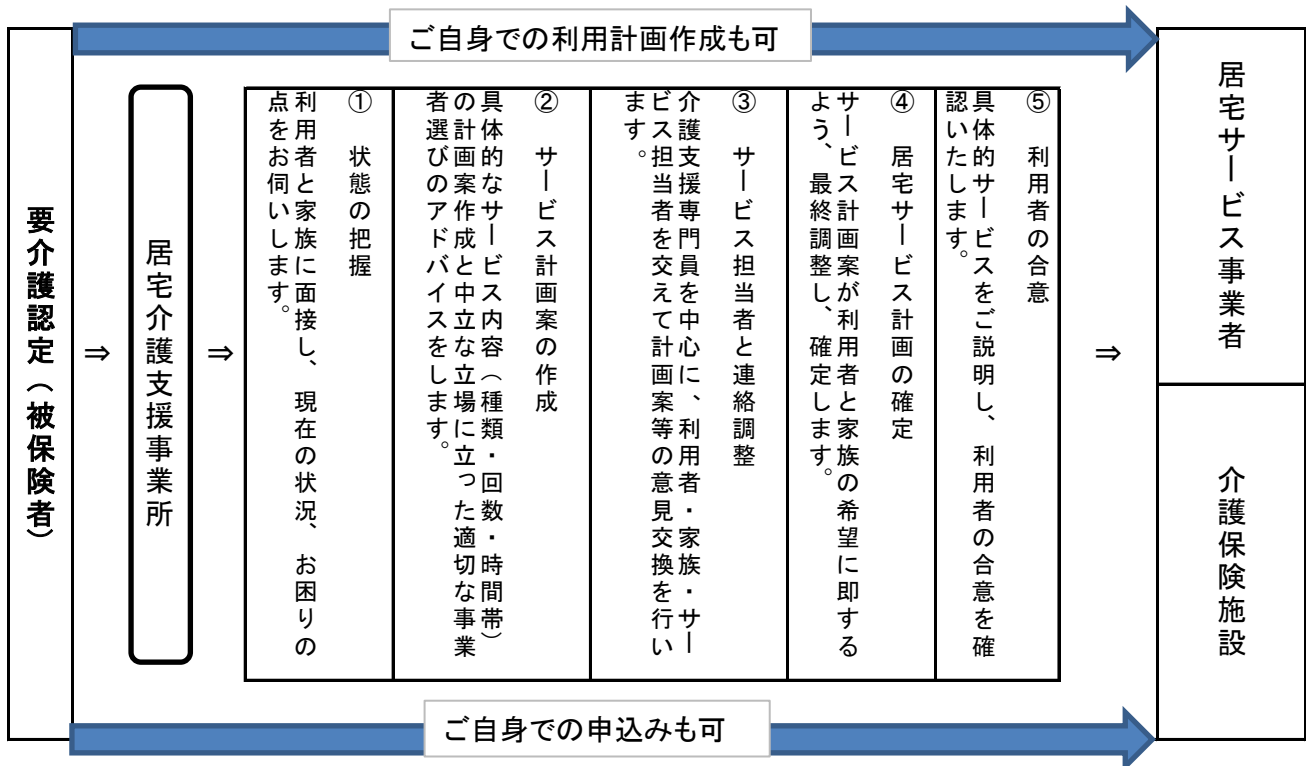 ご自身での利用計画作成も可
要介護認定（被保険者）
⇒
居宅介護支援事業所
⇒
① 状態の把握
利用者と家族に面接し、現在の状況、お困りの
点をお伺いします。
② サービス計画案の作成
具体的なサービス内容（種類・回数・時間帯）
の計画案作成と中立な立場に立った適切な事業
者選びのアドバイスをします。
③ サービス担当者と連絡調整
介護支援専門員を中心に、利用者・家族・サー
ビス担当者を交えて計画案等の意見交換を行い
ます。
④ 居宅サービス計画の確定
サービス計画案が利用者と家族の希望に即する
よう、最終調整し、確定します。
⑤ 利用者の合意
具体的サービスをご説明し、利用者の合意を確
認いたします。
⇒
居宅サービス事業者
介護保険施設
ご自身での申込みも可